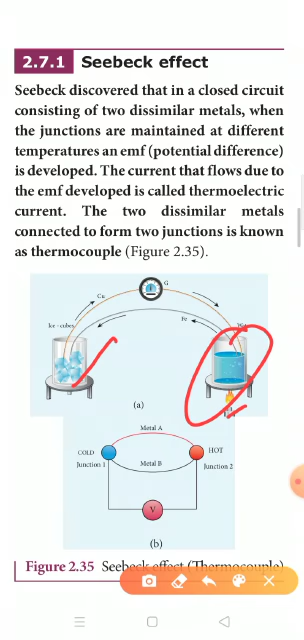 2.7.1 Seebeck effect
Seebeck discovered that in a closed circuit
consisting of two dissimilar metals, when
the junctions are maintained at different
temperatures an emf (potential difference)
is developed. The current that flows due to
the emf developed is called thermoelectric
current. The two dissimilar metals
connected to form two junctions is known
as thermocouple (Figure 2.35).
G
Cu
Ice - cubes
Fe
(a)
Metal A
COLD
HOT
Junction 1
Metal B
Junction 2
V
(b)
Figure 2.35 Seebeck effect (Thermocouple)